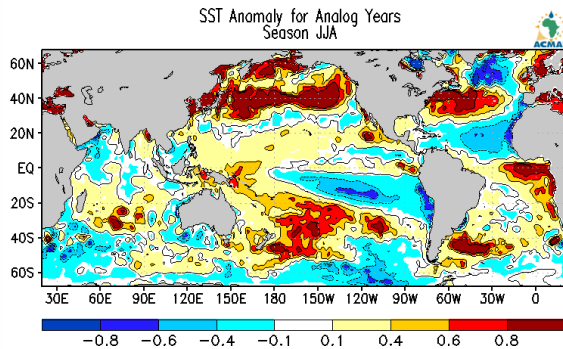 SST Anomaly for Analog Years
Season JJA
ACMAD
60N
40N
20N
EQ
20S
40S
60S
30E 60E 90E 120E 150E 180 150W 120W 90W 60W 30W 0
-0.8 -0.6 -0.4 -0.1 0.1 0.4 0.6 0.8